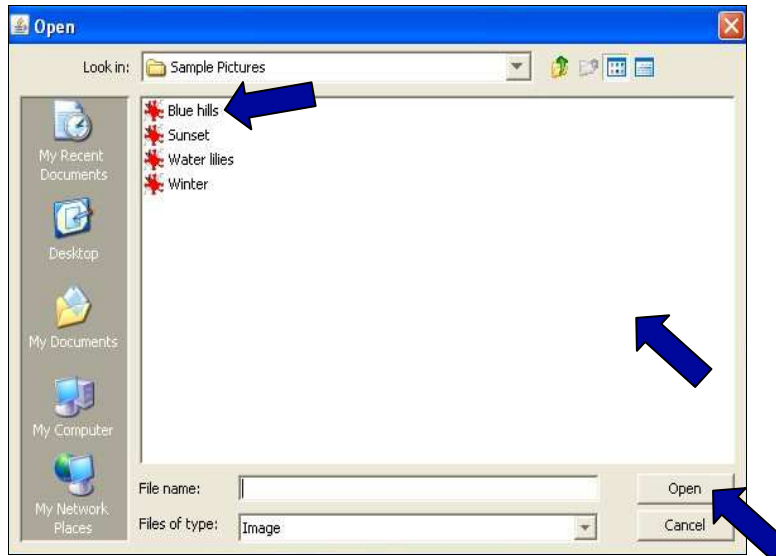 Open
Look in: Sample Pictures
Blue hills
Sunset
Water lilies
Winter
My Recent
Documents
Desktop
My Documents
My Computer
My Network
Places
File name:
Open
Files of type: Image
Cancel